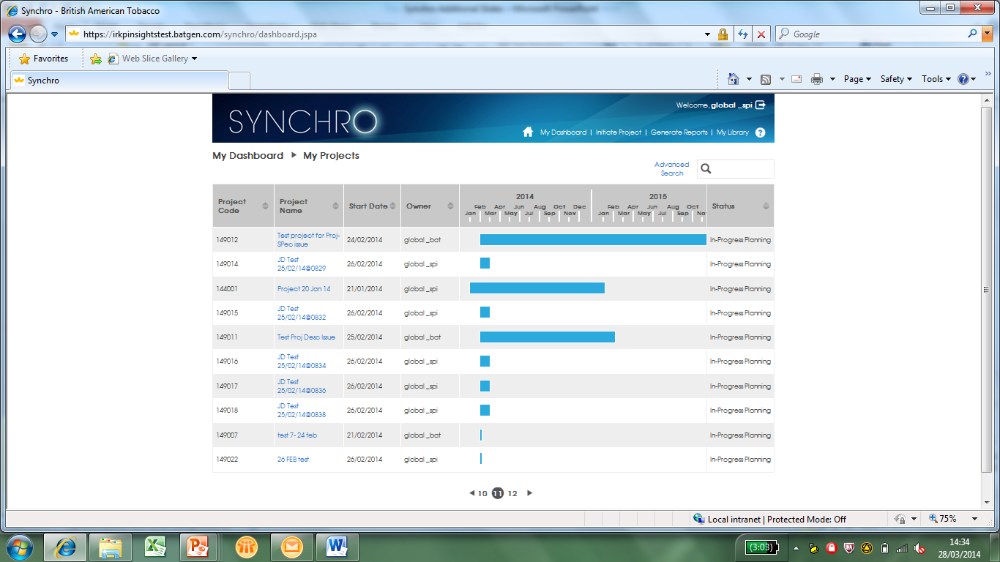 Synchro - British American Tobacco
https://irkpinsightstest.batgen.com/synchro/dashboard.jspa
Google
Favorites
Web Slice Gallery
Synchro
Page
Safety
Tools
SYNCHRO
Welcome, global _spi
My Dashboard | Initiate Project | Generate Reports | My Library
My Dashboard My Projects
Advanced
Search
Project
Code
Project
Name
Start Date
Owner
2014
2015
Feb Apr Jun Aug Oct Dec
Jan Mar May Jul Sep Nov
Feb Apr Jun Aug Oct
Jan Mar May Jul Sep Nov
Status
149012
Test project for Proj-
SPec issue
24/02/2014
global _bat
In-Progress Planning
149014
JD Test
25/02/14@0829
26/02/2014
global _spi
In-Progress Planning
144001
Project 20 Jan 14
21/01/2014
global _spi
In-Progress Planning
149015
JD Test
25/02/14@0832
26/02/2014
global _spi
In-Progress Planning
149011
Test Proj Desc Issue
25/02/2014
global _bat
In-Progress Planning
149016
JD Test
25/02/14@0834
26/02/2014
global _spi
In-Progress Planning
149017
JD Test
25/02/14@0836
26/02/2014
global _spi
In-Progress Planning
149018
JD Test
25/02/14@0838
26/02/2014
global _spi
In-Progress Planning
149007
test 7- 24 feb
21/02/2014
global _bat
In-Progress Planning
149022
26 FEB test
26/02/2014
global _spi
In-Progress Planning
10 11 12
Local intranet | Protected Mode: Off
75%
(3:03)
14:34
28/03/2014